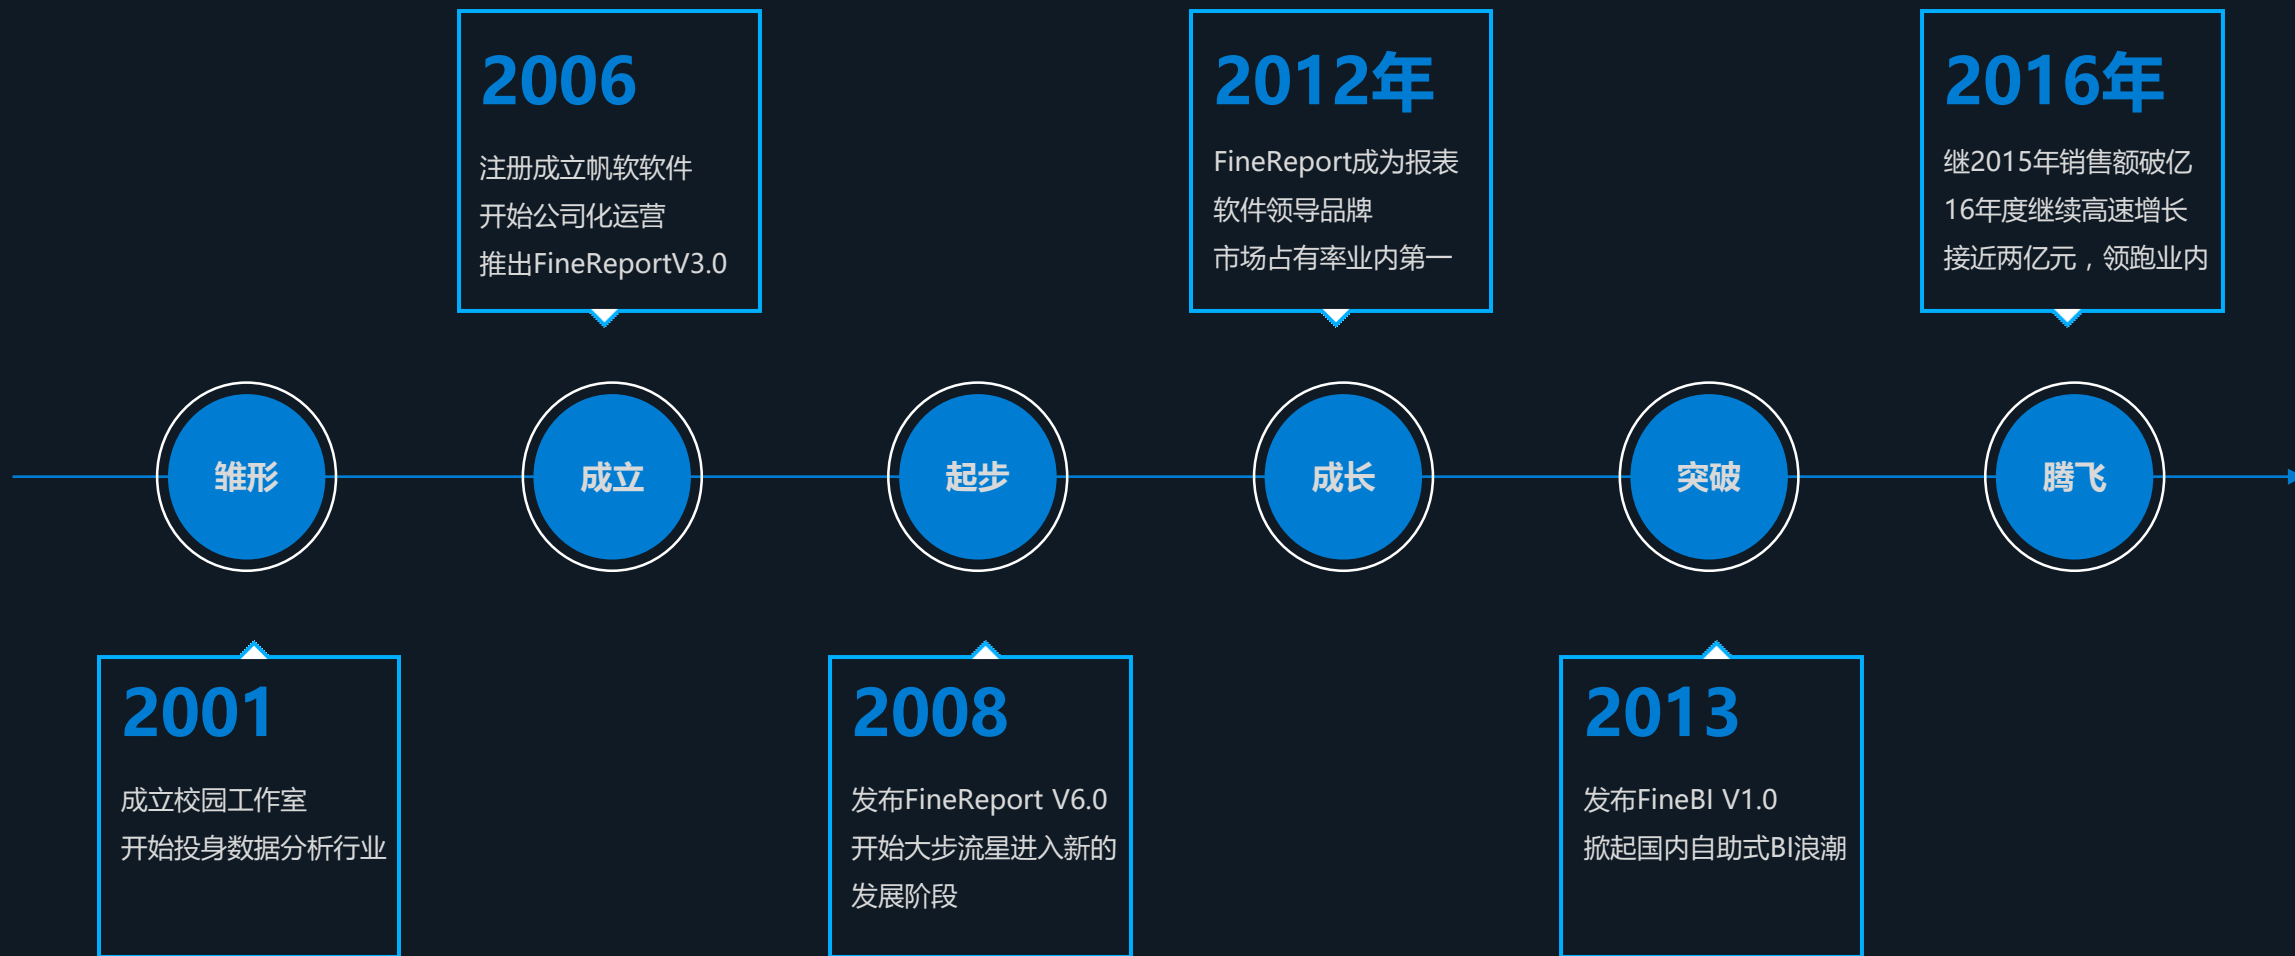 2006
注册成立帆软软件
开始公司化运营
推出FineReportV3.0
2012年
FineReport成为报表
软件领导品牌
市场占有率业内第一
2016年
继2015年销售额破亿
16年度继续高速增长
接近两亿元，领跑业内
雏形
成立
起步
成长
突破
腾飞
2001
成立校园工作室
开始投身数据分析行业
2008
发布FineReport V6.0
开始大步流星进入新的
发展阶段
2013
发布FineBI V1.0
掀起国内自助式BI浪潮